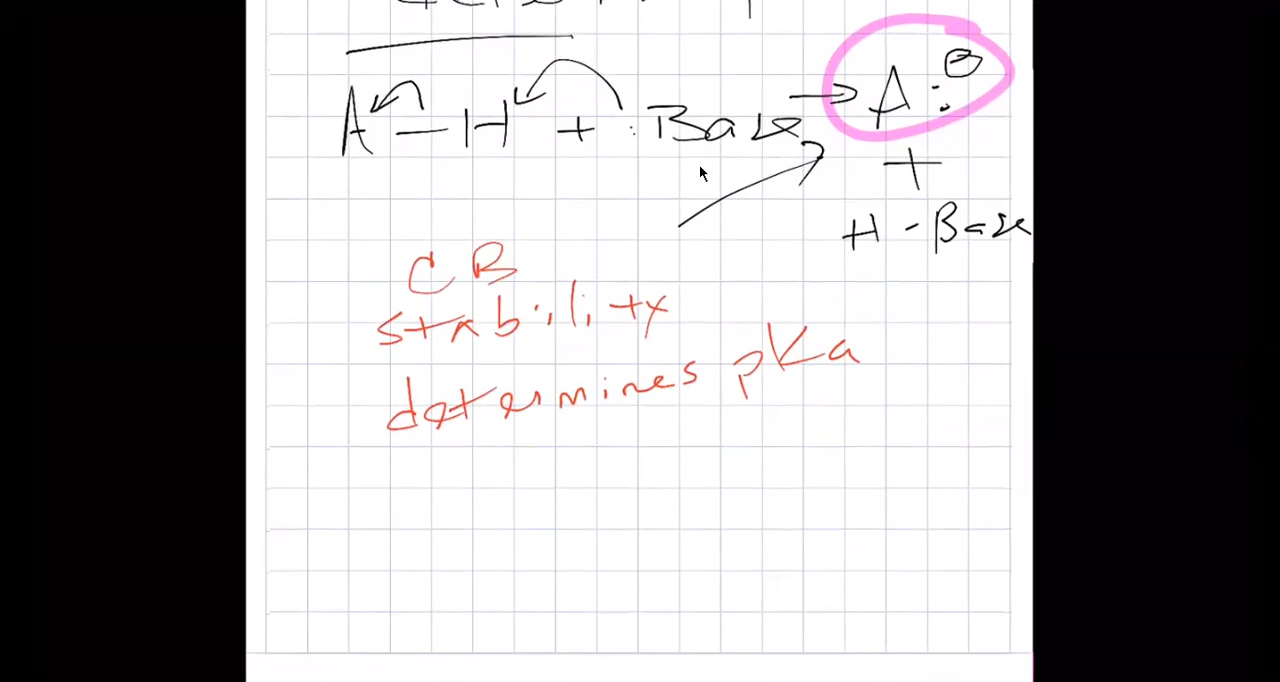 A - H + : Base → A:⊖
+
H - Base
CB
stability
determines pKa